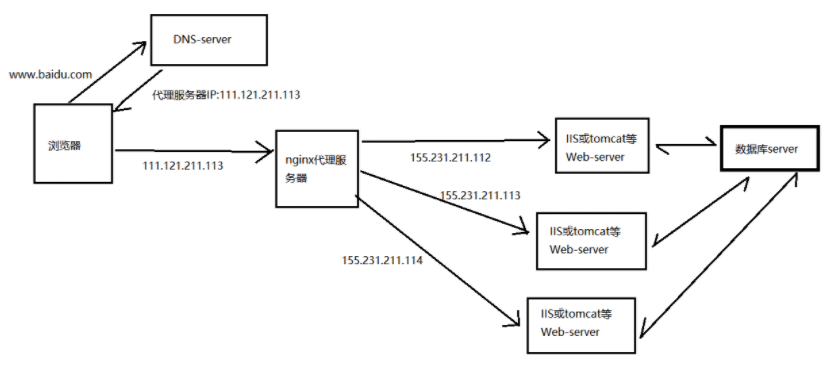 DNS-server
www.baidu.com
代理服务器IP:111.121.211.113
浏览器
111.121.211.113
nginx代理服
务器
155.231.211.112
IIS或tomcat等
Web-server
数据库server
155.231.211.113
IIS或tomcat等
Web-server
155.231.211.114
IIS或tomcat等
Web-server